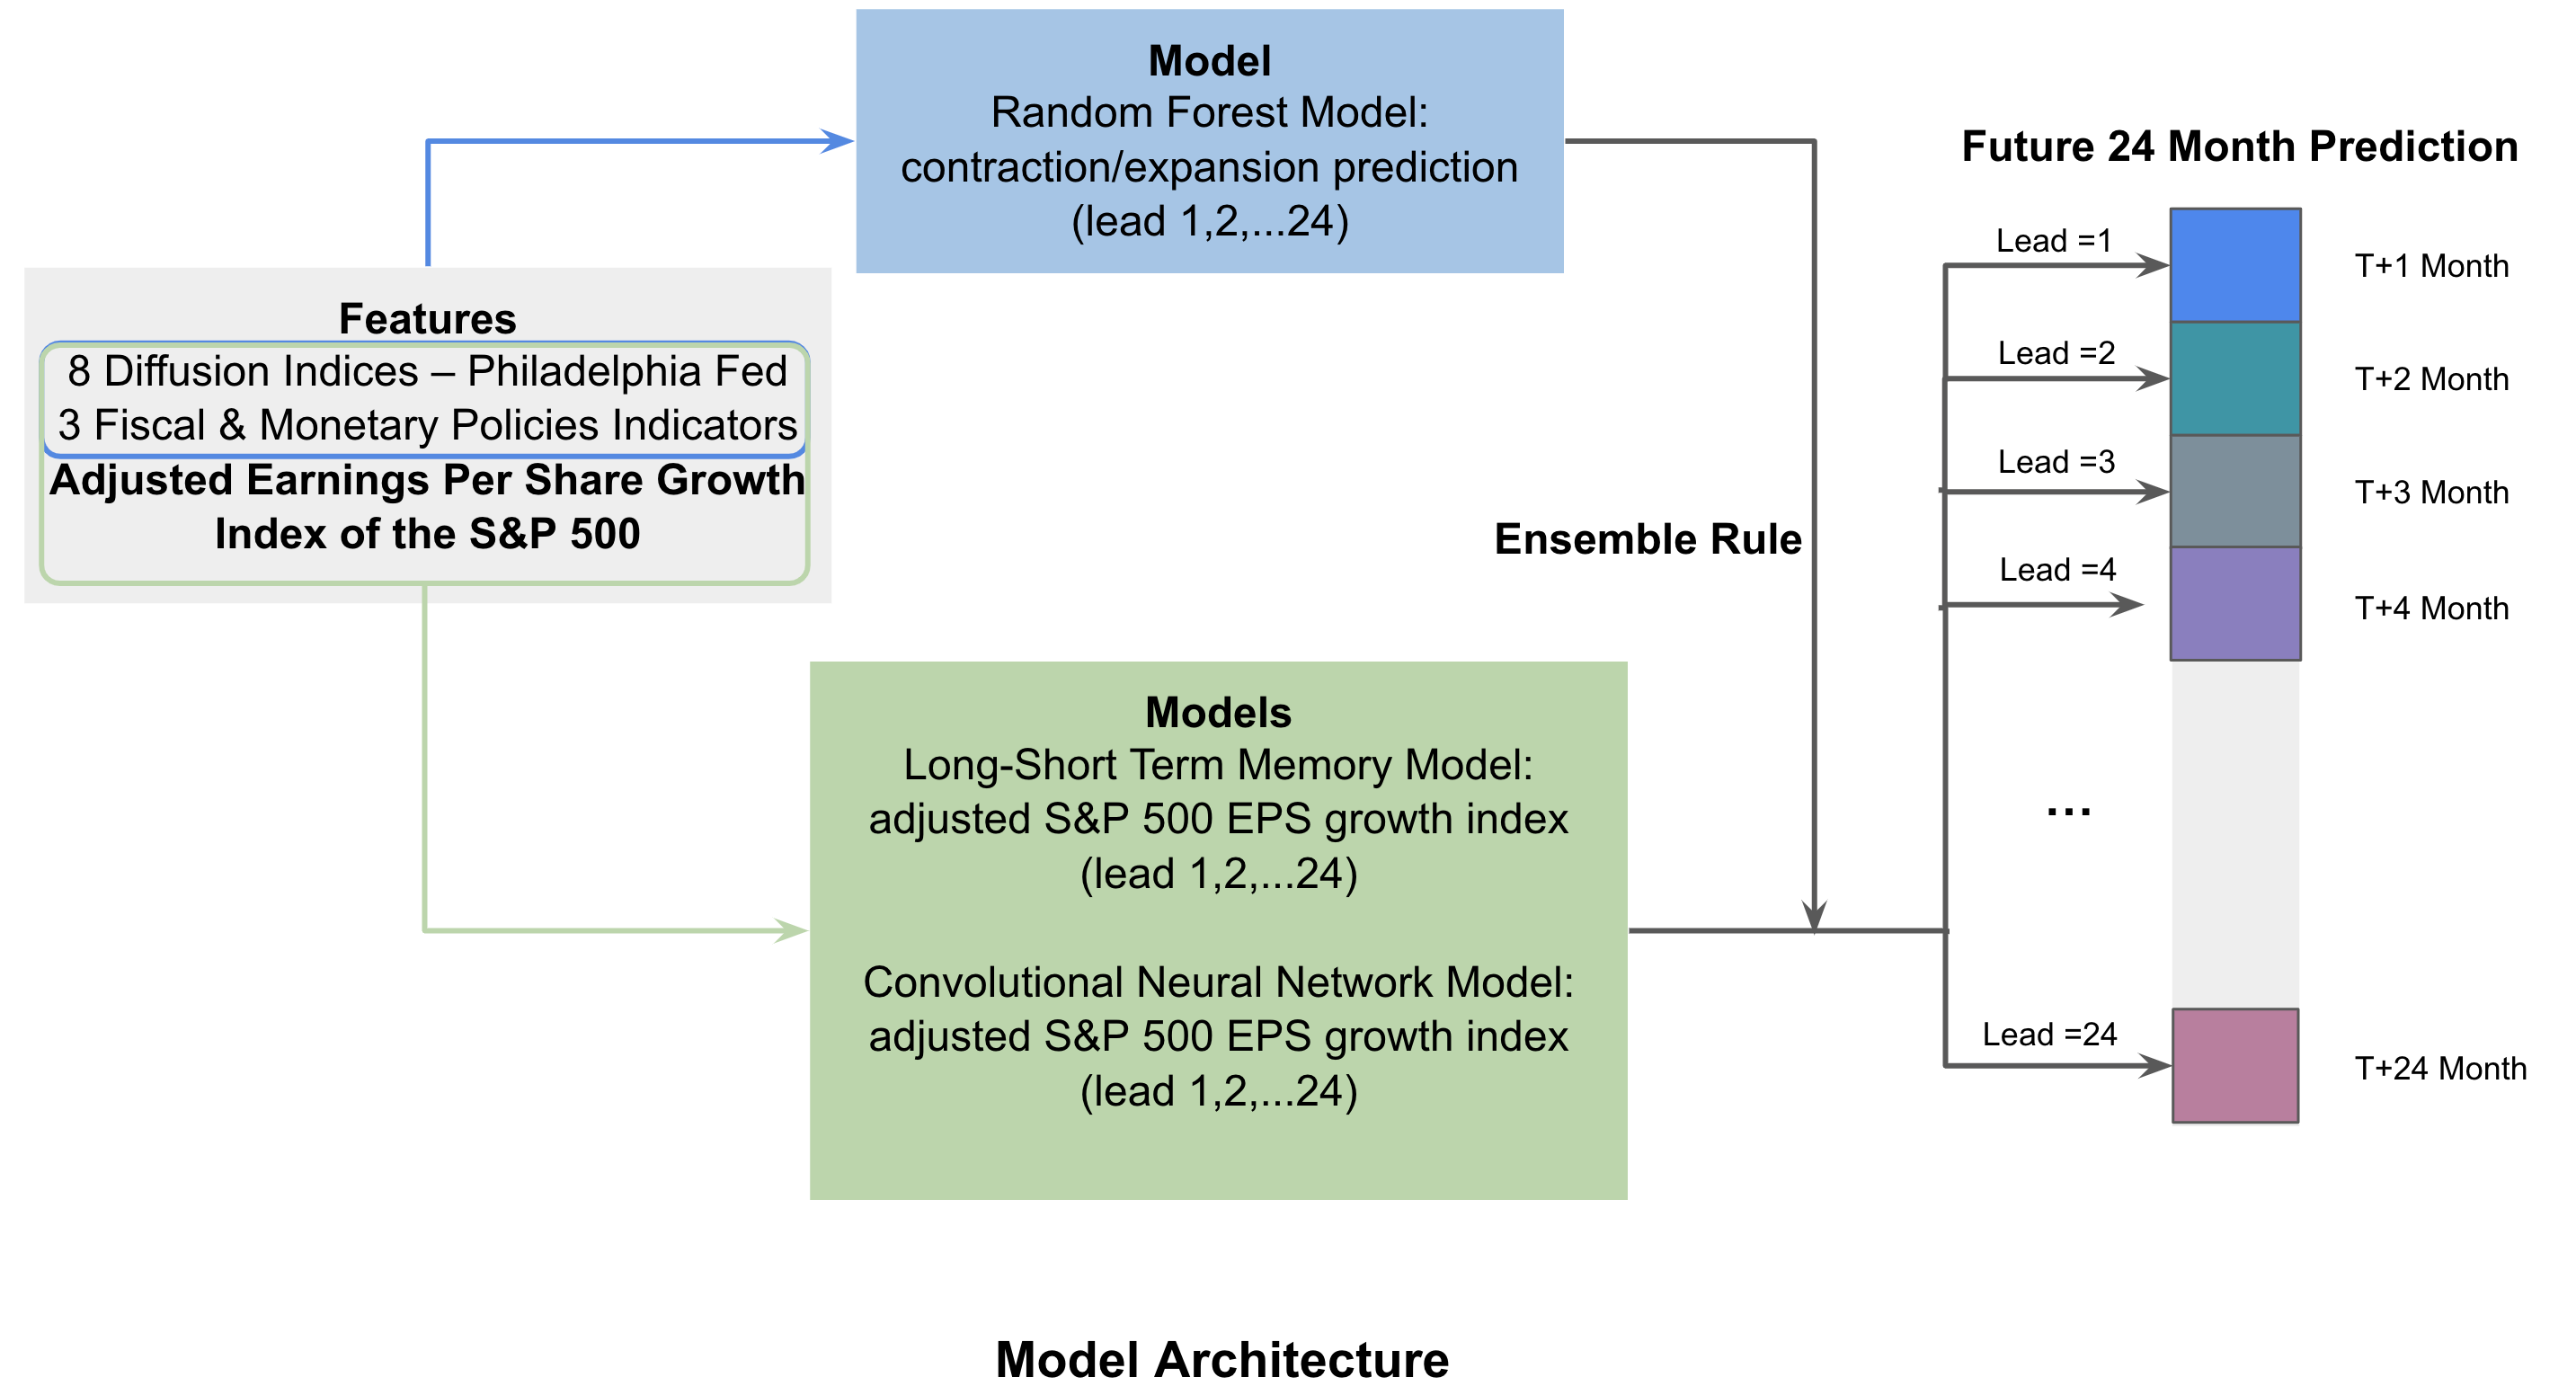 Model
Random Forest Model:
contraction/expansion prediction
(lead 1,2,...24)
Features
8 Diffusion Indices – Philadelphia Fed
3 Fiscal & Monetary Policies Indicators
Adjusted Earnings Per Share Growth
Index of the S&P 500
Models
Long-Short Term Memory Model:
adjusted S&P 500 EPS growth index
(lead 1,2,...24)
Convolutional Neural Network Model:
adjusted S&P 500 EPS growth index
(lead 1,2,...24)
Ensemble Rule
Future 24 Month Prediction
Lead =1
T+1 Month
Lead =2
T+2 Month
Lead =3
T+3 Month
Lead =4
T+4 Month
...
Lead =24
T+24 Month
Model Architecture